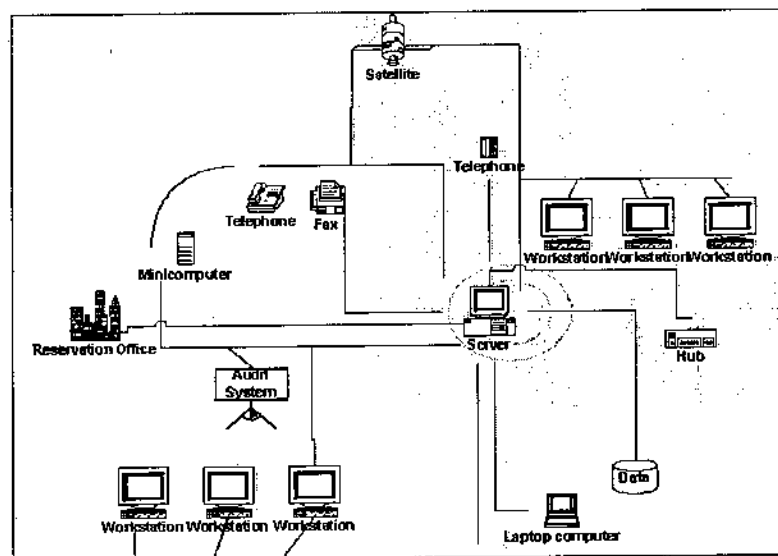 Satellite
Telephone
Telephone
Fax
Workstation
Workstation
Workstation
Minicomputer
Reservation Office
Server
Hub
Audit
System
Data
Workstation
Workstation
Workstation
Laptop computer